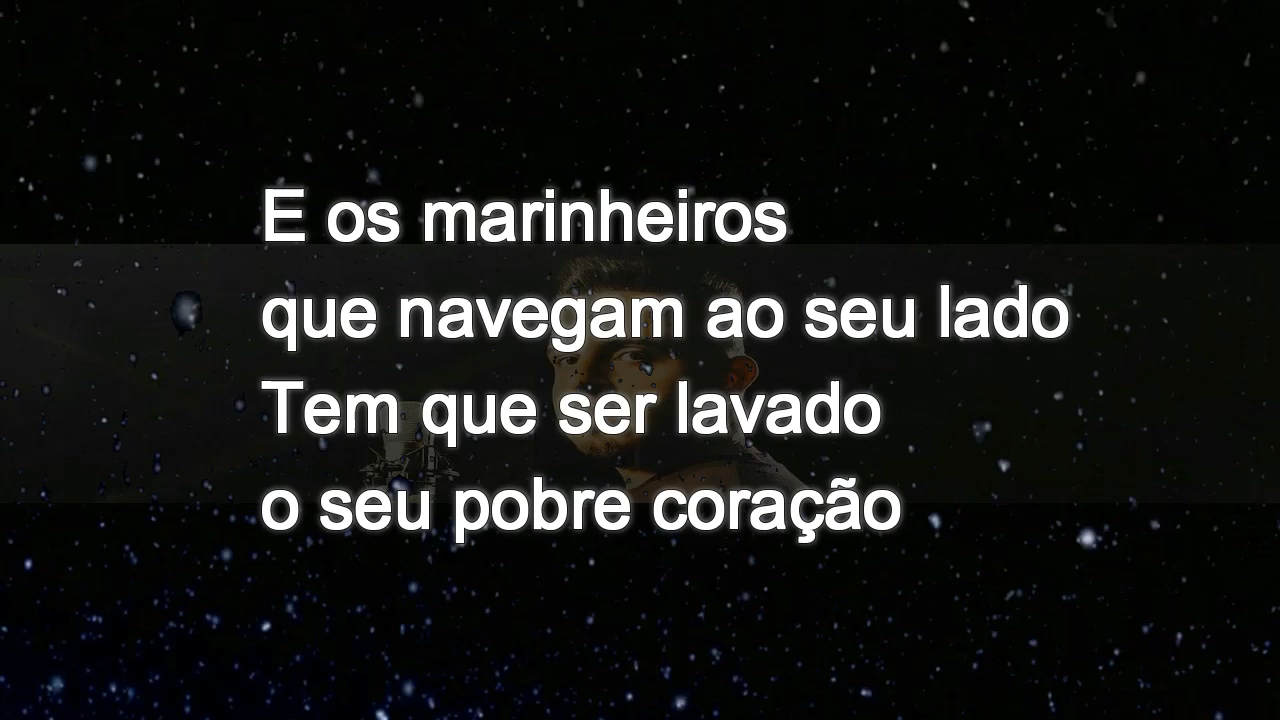 E os marinheiros
que navegam ao seu lado
Tem que ser lavado
o seu pobre coração